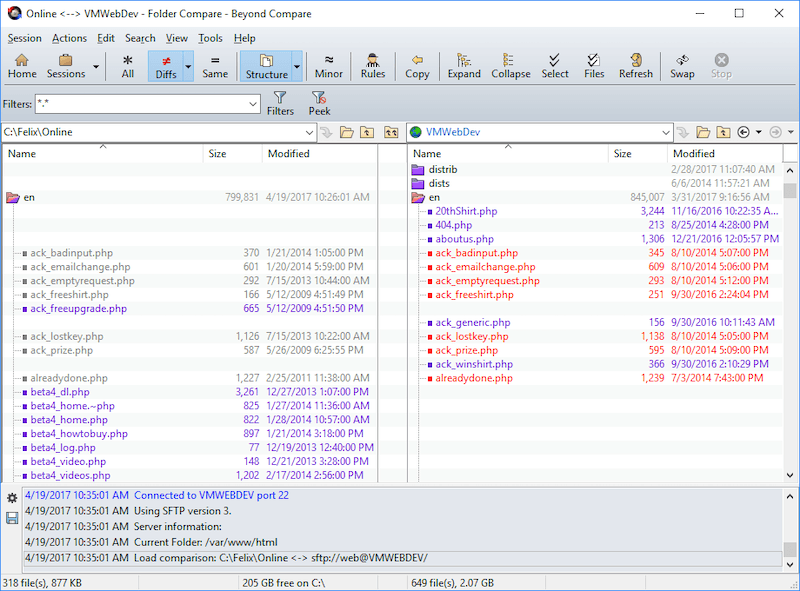 Online <--> VMWebDev - Folder Compare - Beyond Compare
Session Actions Edit Search View Tools Help
Home Sessions All Diffs Same Structure Minor Rules Copy Expand Collapse Select Files Refresh Swap Stop
Filters: *.* Filters Peek
C:\Felix\Online VMWebDev
Name Size Modified Name Size Modified
distrib 2/28/2017 11:07:40 AM
dists 6/6/2014 11:57:21 AM
en 799,831 4/19/2017 10:26:01 AM en 845,007 3/31/2017 9:16:56 AM
20thShirt.php 3,244 11/16/2016 10:22:35 A...
404.php 213 8/25/2014 4:28:00 PM
aboutus.php 1,306 12/21/2016 12:05:57 PM
ack_badinput.php 370 1/21/2014 1:05:00 PM ack_badinput.php 345 8/10/2014 5:07:00 PM
ack_emailchange.php 601 1/20/2014 5:59:00 PM ack_emailchange.php 609 8/10/2014 5:06:00 PM
ack_emptyrequest.php 292 7/15/2013 10:44:00 AM ack_emptyrequest.php 293 8/10/2014 5:12:00 PM
ack_freeshirt.php 166 5/12/2009 4:51:49 PM ack_freeshirt.php 251 9/30/2016 2:24:04 PM
ack_freeupgrade.php 665 5/12/2009 4:51:50 PM
ack_generic.php 156 9/30/2016 10:11:43 AM
ack_lostkey.php 1,126 7/15/2013 10:22:00 AM ack_lostkey.php 1,138 8/10/2014 5:05:00 PM
ack_prize.php 587 5/26/2009 6:25:55 PM ack_prize.php 595 8/10/2014 5:09:00 PM
ack_winshirt.php 366 9/30/2016 2:10:29 PM
alreadydone.php 1,227 2/25/2011 11:38:00 AM alreadydone.php 1,239 7/3/2014 7:43:00 PM
beta4_dl.php 3,261 12/27/2013 1:07:00 PM
beta4_home.~php 825 1/27/2014 11:36:00 AM
beta4_home.php 822 1/28/2014 10:57:00 AM
beta4_howtobuy.php 897 1/21/2014 3:18:00 PM
beta4_log.php 77 12/19/2013 12:40:00 PM
beta4_video.php 148 12/21/2013 3:28:00 PM
beta4_videos.php 1,202 2/17/2014 2:56:00 PM
4/19/2017 10:35:01 AM Connected to VMWEBDEV port 22
4/19/2017 10:35:01 AM Using SFTP version 3.
4/19/2017 10:35:01 AM Server information:
4/19/2017 10:35:01 AM Current Folder: /var/www/html
4/19/2017 10:35:01 AM Load comparison: C:\Felix\Online <-> sftp://web@VMWEBDEV/
318 file(s), 877 KB 205 GB free on C:\ 649 file(s), 2.07 GB